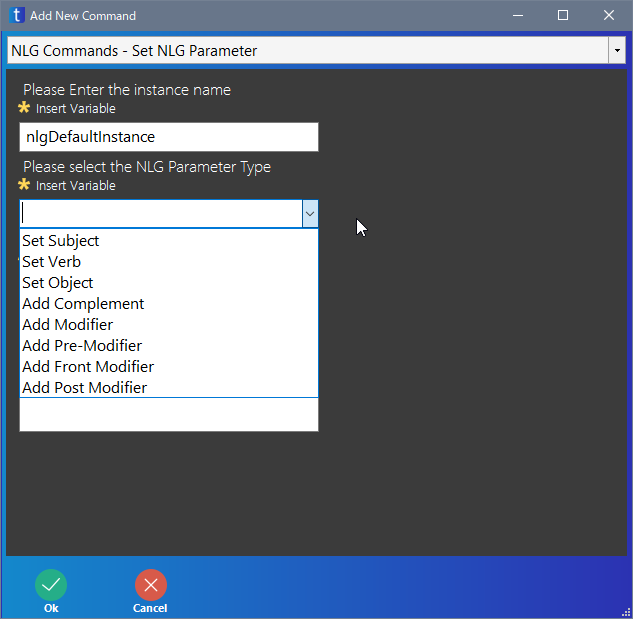 t Add New Command
NLG Commands - Set NLG Parameter
Please Enter the instance name
Insert Variable
nlgDefaultInstance
Please select the NLG Parameter Type
Insert Variable
Set Subject
Set Verb
Set Object
Add Complement
Add Modifier
Add Pre-Modifier
Add Front Modifier
Add Post Modifier
Ok Cancel